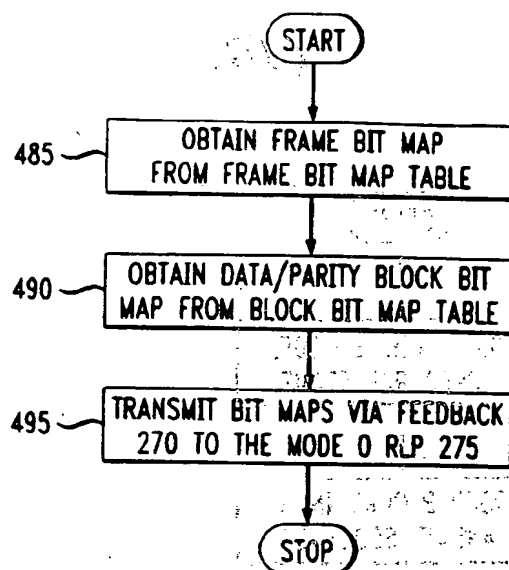 START
485
OBTAIN FRAME BIT MAP
FROM FRAME BIT MAP TABLE
490
OBTAIN DATA/PARITY BLOCK BIT
MAP FROM BLOCK BIT MAP TABLE
495
TRANSMIT BIT MAPS VIA FEEDBACK
270 TO THE MODE 0 RLP 275
STOP